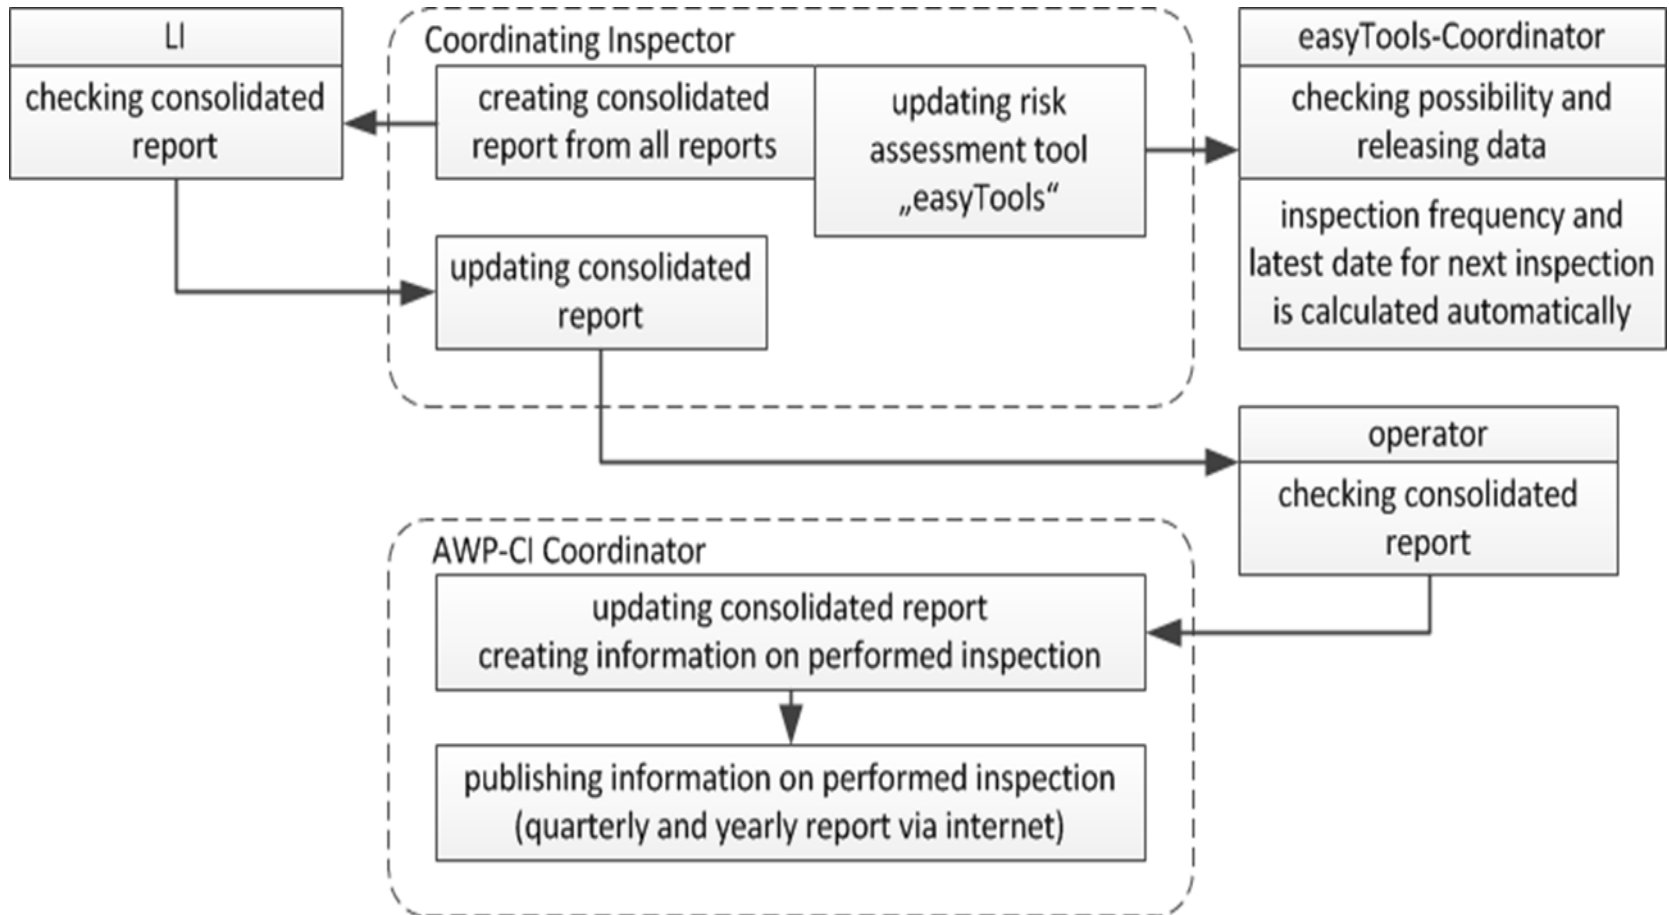 LI
checking consolidated
report
Coordinating Inspector
creating consolidated
report from all reports
updating risk
assessment tool
„easyTools“
easyTools-Coordinator
checking possibility and
releasing data
inspection frequency and
latest date for next inspection
is calculated automatically
updating consolidated
report
operator
checking consolidated
report
AWP-CI Coordinator
updating consolidated report
creating information on performed inspection
publishing information on performed inspection
(quarterly and yearly report via internet)